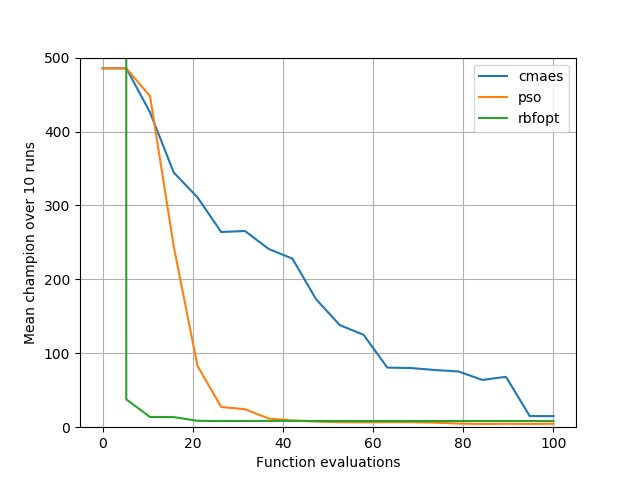 500
400
300
200
100
0
Mean champion over 10 runs
0 20 40 60 80 100
Function evaluations
cmaes
pso
rbfopt